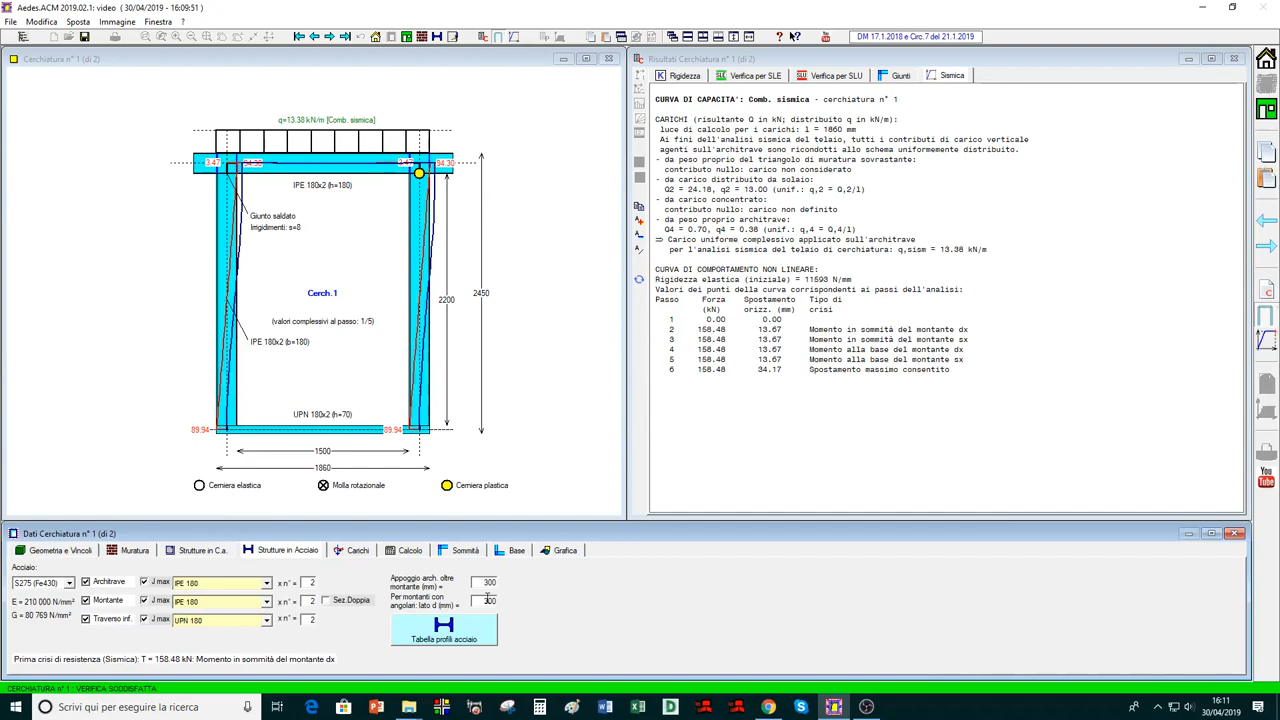 Aedes.ACM 2019.02.1: video / (30/04/2019 - 16:09:51)
File Modifica Sposta Immagine Finestra ?
DM 17.1.2018 e Circ.7 del 21.1.2019
Cerchiatura n° 1 (di 2)
q=13.38 kN/m [Comb. sismica]
IPE 180x2 (h=180)
Giunto saldato
Imgidimenti: s=8
Cerch.1
2200
2450
(valori complessivi al passo: 1/5)
IPE 180x2 (b=180)
UPN 180x2 (h=70)
89.94
89.94
1500
1860
Cerniera elastica
Molla rotazionale
Cerniera plastica
Risultati Cerchiatura n° 1 (di 2)
Rigidezza
Verifica per SLE
Verifica per SLU
Giunti
Sismica
CURVA DI CAPACITA': Comb. sismica - cerchiatura n° 1
CARICHI (risultante Q in kN; distribuito q in kN/m):
luce di calcolo per i carichi: l = 1860 mm
Ai fini dell'analisi sismica del telaio, tutti i contributi di carico verticale
agenti sull'architrave sono ricondotti allo schema uniformemente distribuito.
- da peso proprio del triangolo di muratura sovrastante:
contributo nullo: carico non considerato
- da carico distribuito da solaio:
Q2 = 24.18, q2 = 13.00 (unif.: q,2 = Q,2/l)
- da carico concentrato:
contributo nullo: carico non definito
- da peso proprio architrave:
Q4 = 0.70, q4 = 0.38 (unif.: q,4 = Q,4/l)
⇒ Carico uniforme complessivo applicato sull'architrave
per l'analisi sismica del telaio di cerchiatura: q,sism = 13.38 kN/m
CURVA DI COMPORTAMENTO NON LINEARE:
Rigidezza elastica (iniziale) = 11593 N/mm
Valori dei punti della curva corrispondenti ai passi dell'analisi:
Passo Forza Spostamento Tipo di
(kN) orizz. (mm) crisi
1 0.00 0.00
2 158.48 13.67 Momento in sommità del montante dx
3 158.48 13.67 Momento in sommità del montante sx
4 158.48 13.67 Momento alla base del montante dx
5 158.48 13.67 Momento alla base del montante sx
6 158.48 34.17 Spostamento massimo consentito
Dati Cerchiatura n° 1 (di 2)
Geometria e Vincoli
Muratura
Strutture in C.a.
Strutture in Acciaio
Carichi
Calcolo
Sommità
Base
Grafica
Acciaio:
S275 (Fe430)
E = 210 000 N/mm²
G = 80 769 N/mm²
Architrave J max IPE 180 x n° = 2
Montante J max IPE 180 x n° = 2 Sez.Doppia
Traverso inf. J max UPN 180 x n° = 2
Appoggio arch. oltre
montante (mm) = 300
Per montanti con
angolari: lato d (mm) =
Tabella profili acciaio
Prima crisi di resistenza (Sismica): T = 158.48 kN: Momento in sommità del montante dx
CERCHIATURA n° 1: VERIFICA SODDISFATTA
Scrivi qui per eseguire la ricerca
16:11
30/04/2019
You
Tube